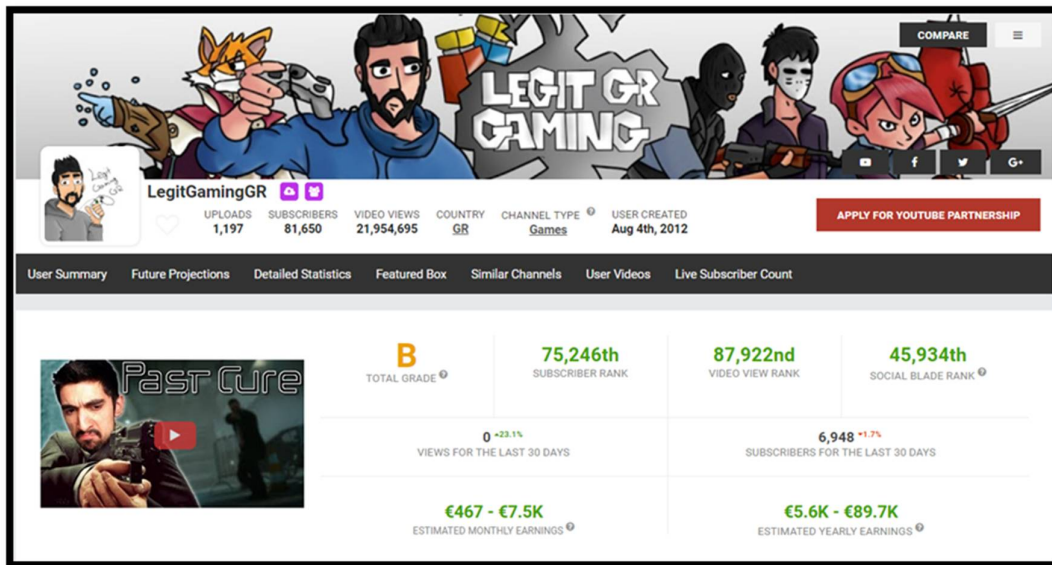 COMPARE
LEGIT GR
GAMING
G+
Legit
Gaming
GR
LegitGamingGR
UPLOADS SUBSCRIBERS VIDEO VIEWS COUNTRY CHANNEL TYPE USER CREATED
1,197 81,650 21,954,695 GR Games Aug 4th, 2012
APPLY FOR YOUTUBE PARTNERSHIP
User Summary Future Projections Detailed Statistics Featured Box Similar Channels User Videos Live Subscriber Count
Past Cure
B 75,246th 87,922nd 45,934th
TOTAL GRADE SUBSCRIBER RANK VIDEO VIEW RANK SOCIAL BLADE RANK
0 23.1% 6,948 1.7%
VIEWS FOR THE LAST 30 DAYS SUBSCRIBERS FOR THE LAST 30 DAYS
€467 - €7.5K €5.6K - €89.7K
ESTIMATED MONTHLY EARNINGS ESTIMATED YEARLY EARNINGS